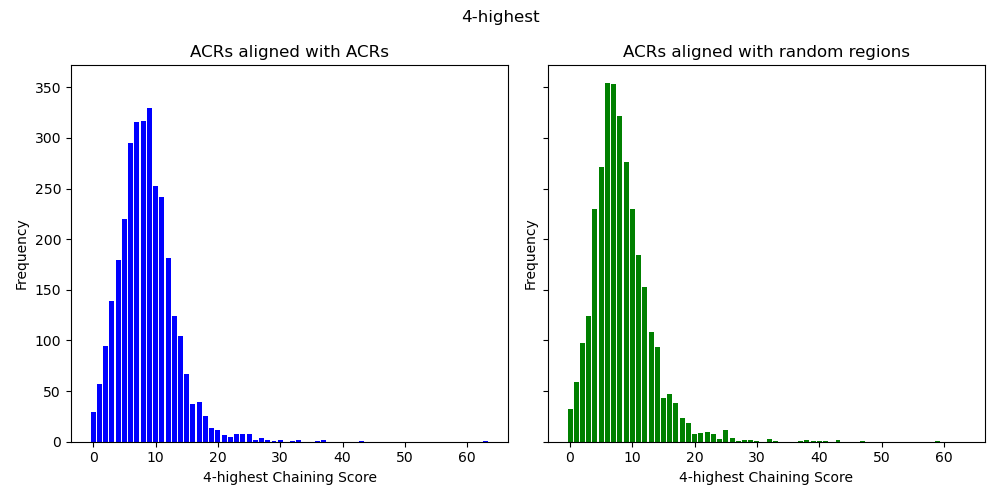 4-highest
ACRs aligned with ACRs
ACRs aligned with random regions
350
300
250
200
150
100
50
0
Frequency
Frequency
0 10 20 30 40 50 60
0 10 20 30 40 50 60
4-highest Chaining Score
4-highest Chaining Score